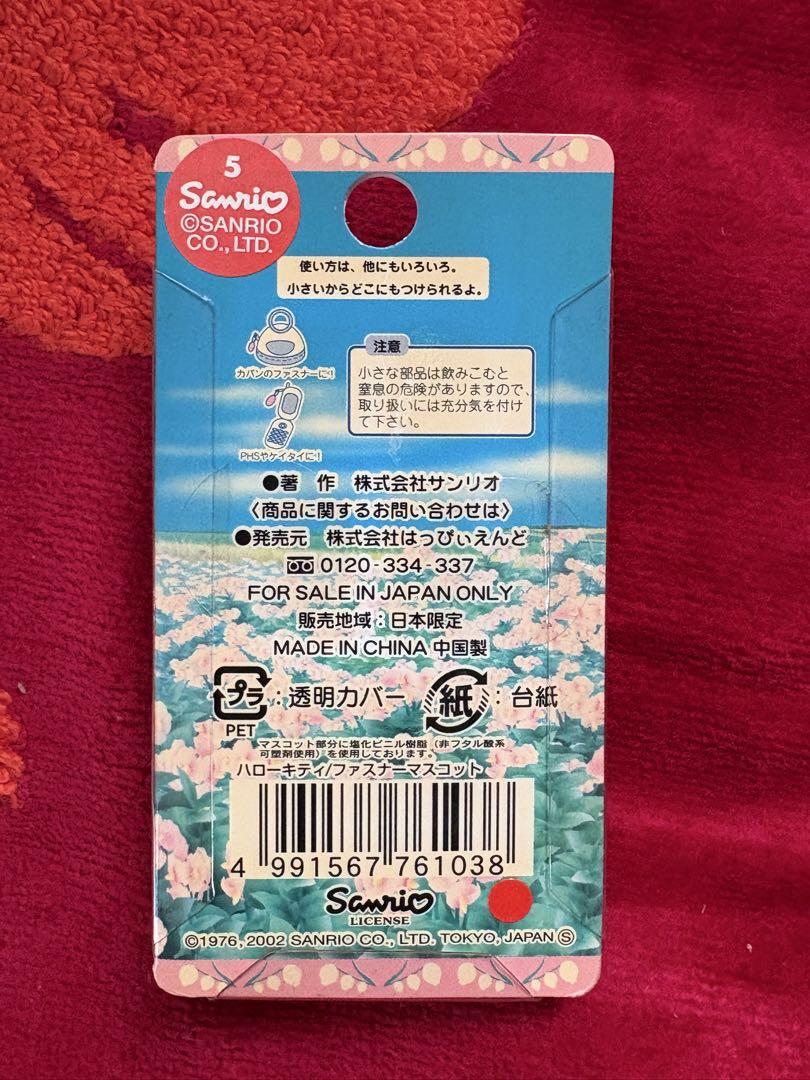 5
Sanrio
©SANRIO
CO., LTD.
使い方は、他にもいろいろ。
小さいからどこにもつけられるよ。
カバンのファスナーに!
PHSやケイタイに!
注意
小さな部品は飲みこむと
窒息の危険がありますので、
取り扱いには充分気を付け
て下さい。
●著 作 株式会社サンリオ
〈商品に関するお問い合わせは〉
●発売元 株式会社はっぴぃえんど
0120-334-337
FOR SALE IN JAPAN ONLY
販売地域:日本限定
MADE IN CHINA 中国製
プラ:透明カバー 紙:台紙
PET
マスコット部分に塩化ビニル樹脂(非フタル酸系
可塑剤使用)を使用しております。
ハローキティ/ファスナーマスコット
4 991567 761038
Sanrio
LICENSE
©1976, 2002 SANRIO CO., LTD. TOKYO, JAPAN Ⓢ